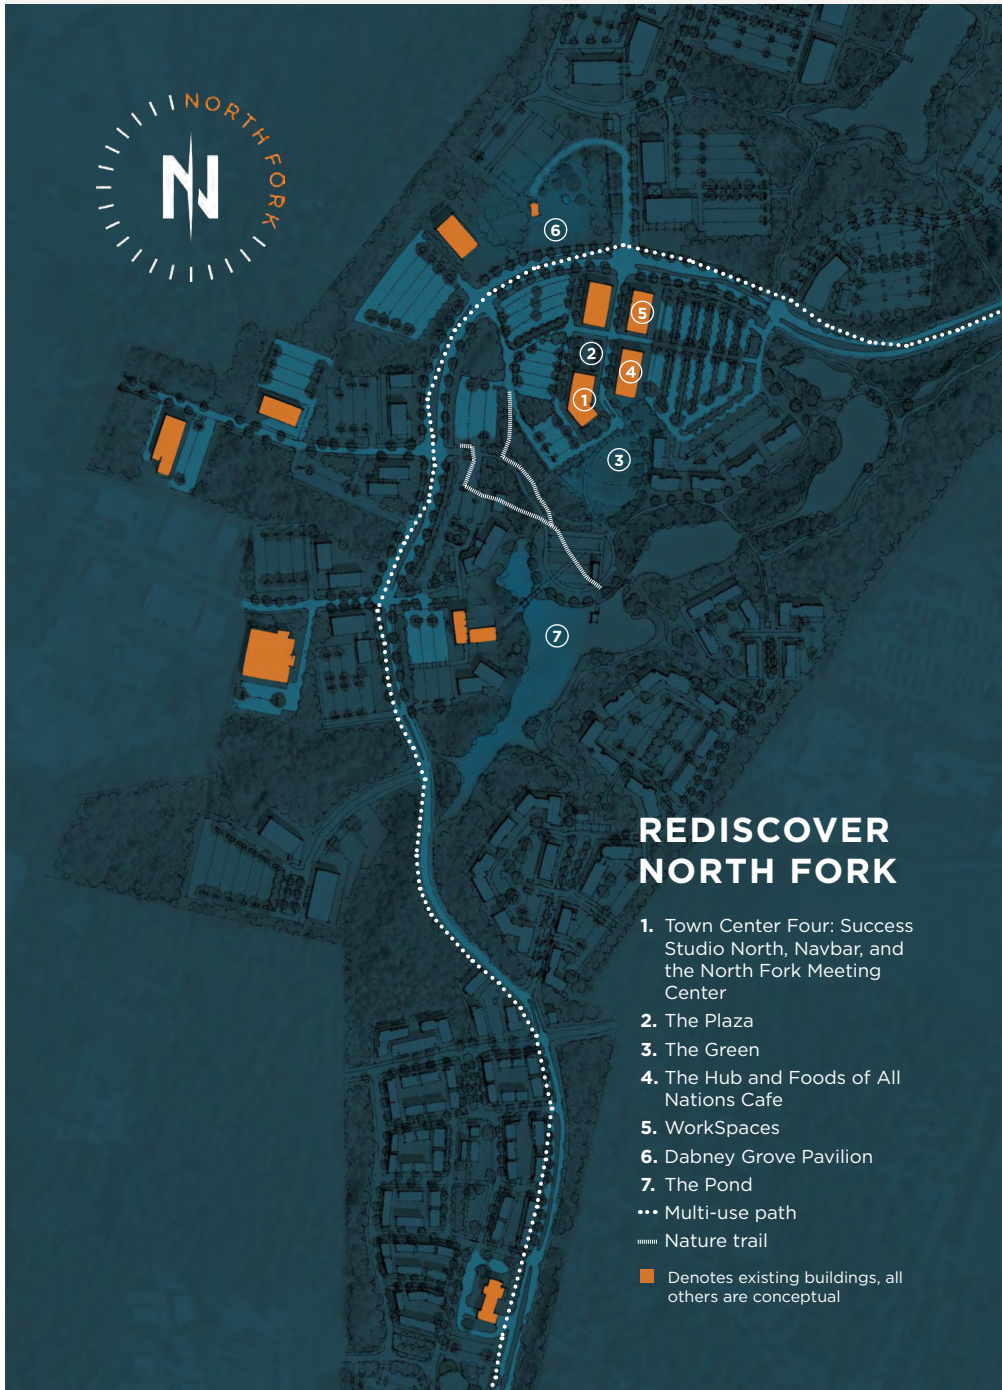 NORTH FORK
N
6
5
2
4
1
3
7
REDISCOVER
NORTH FORK
1. Town Center Four: Success
Studio North, Navbar, and
the North Fork Meeting
Center
2. The Plaza
3. The Green
4. The Hub and Foods of All
Nations Cafe
5. WorkSpaces
6. Dabney Grove Pavilion
7. The Pond
Multi-use path
Nature trail
Denotes existing buildings, all
others are conceptual